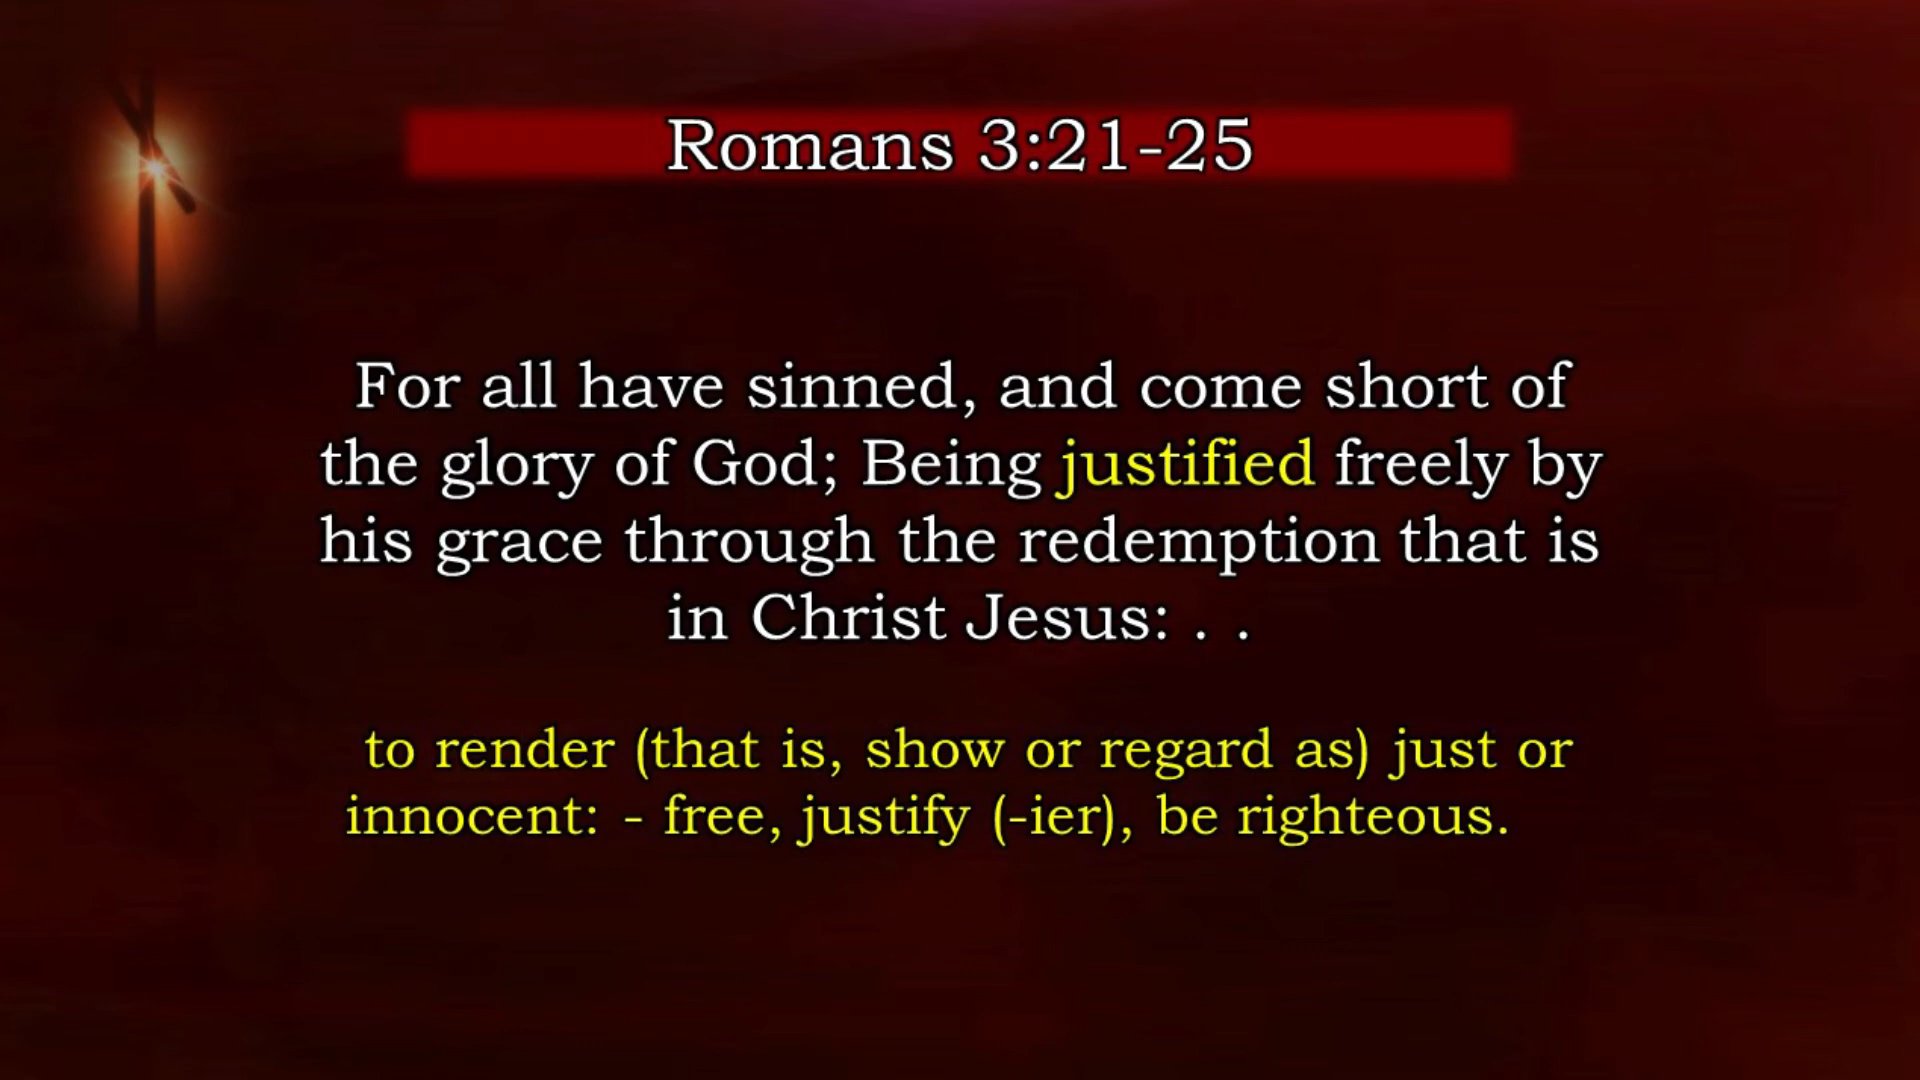 Romans 3:21-25
For all have sinned, and come short of
the glory of God; Being justified freely by
his grace through the redemption that is
in Christ Jesus: . .
to render (that is, show or regard as) just or
innocent: - free, justify (-ier), be righteous.